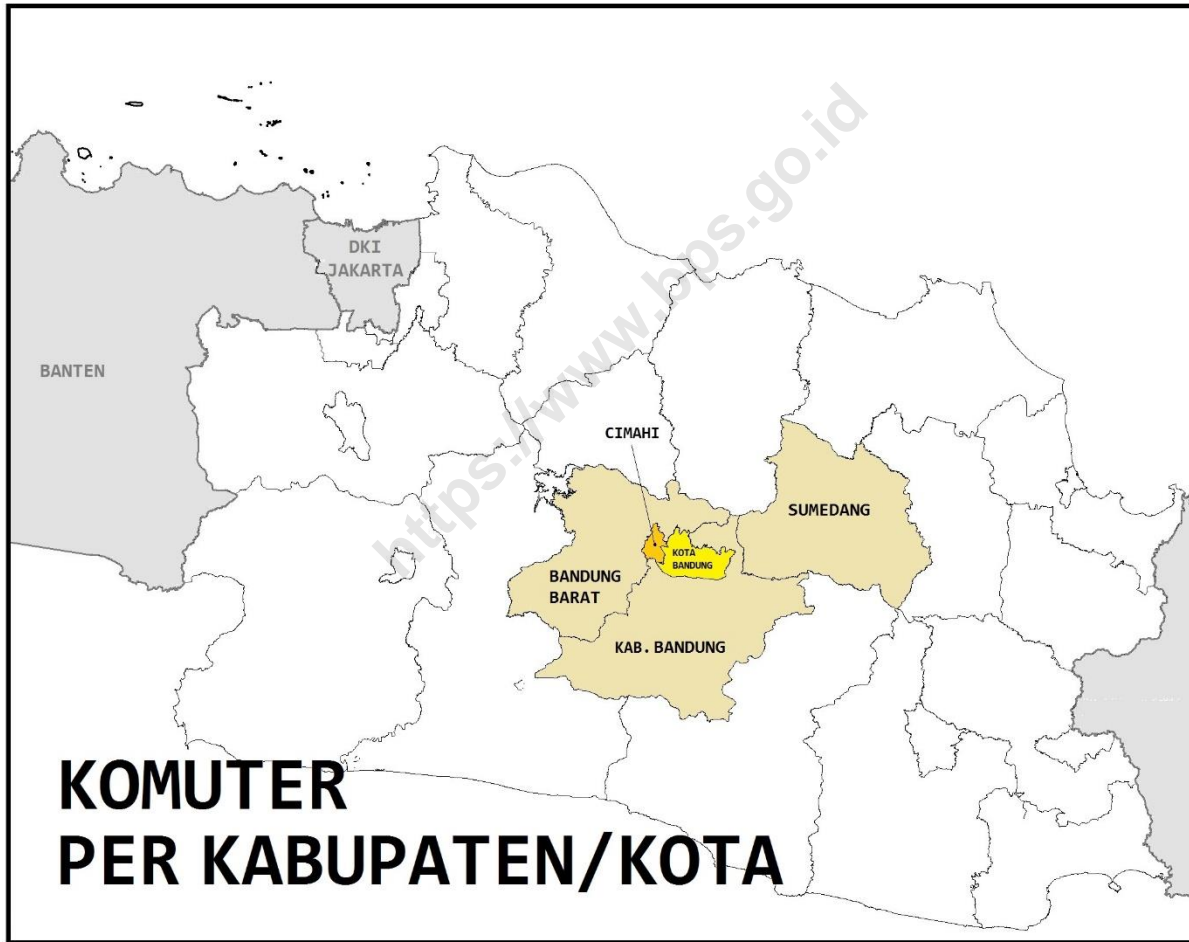 DKI
JAKARTA
BANTEN
CIMAHI
SUMEDANG
KOTA
BANDUNG
BANDUNG
BARAT
KAB. BANDUNG
KOMUTER
PER KABUPATEN/KOTA
https://www.bps.go.id